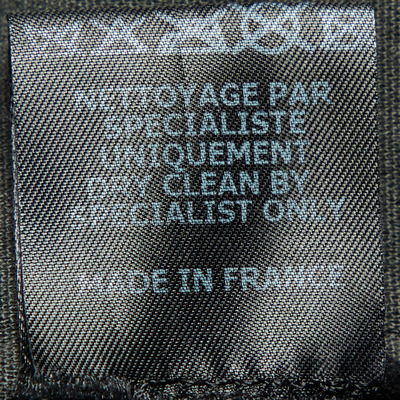 NETTOYAGE PAR
SPECIALISTE
UNIQUEMENT
DRY CLEAN BY
SPECIALIST ONLY
MADE IN FRANCE